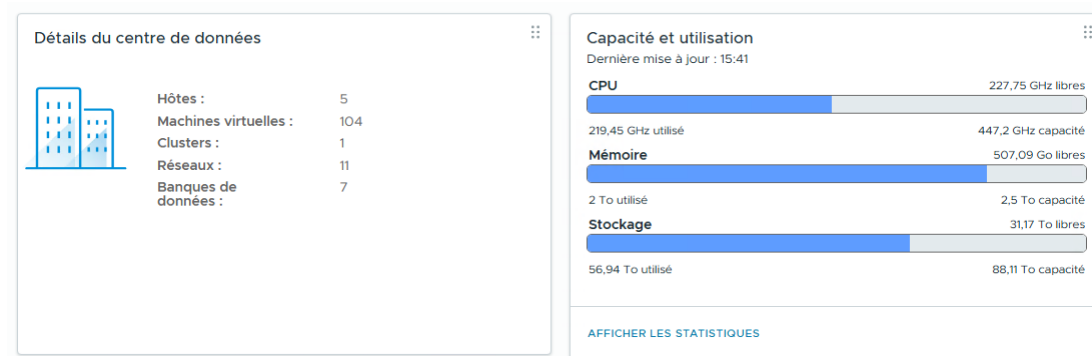 Détails du centre de données
Hôtes : 5
Machines virtuelles : 104
Clusters : 1
Réseaux : 11
Banques de données : 7
Capacité et utilisation
Dernière mise à jour : 15:41
CPU 227,75 GHz libres
219,45 GHz utilisé 447,2 GHz capacité
Mémoire 507,09 Go libres
2 To utilisé 2,5 To capacité
Stockage 31,17 To libres
56,94 To utilisé 88,11 To capacité
AFFICHER LES STATISTIQUES